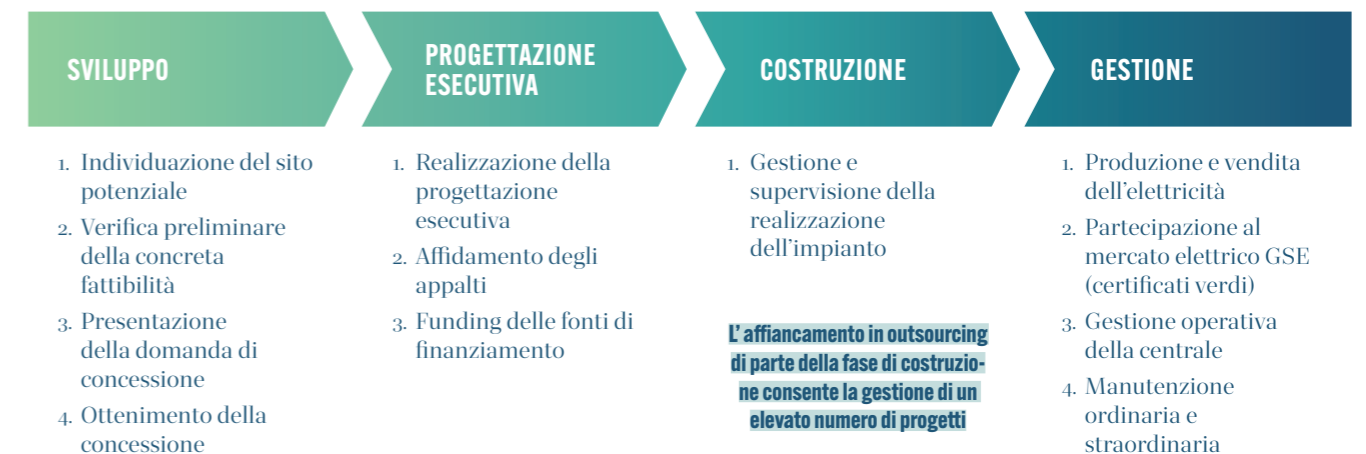 SVILUPPO
1. Individuazione del sito
potenziale
2. Verifica preliminare
della concreta
fattibilità
3. Presentazione
della domanda di
concessione
4. Ottenimento della
concessione
PROGETTAZIONE
ESECUTIVA
1. Realizzazione della
progettazione
esecutiva
2. Affidamento degli
appalti
3. Funding delle fonti di
finanziamento
COSTRUZIONE
1. Gestione e
supervisione della
realizzazione
dell'impianto
L' affiancamento in outsourcing
di parte della fase di costruzio-
ne consente la gestione di un
elevato numero di progetti
GESTIONE
1. Produzione e vendita
dell'elettricità
2. Partecipazione al
mercato elettrico GSE
(certificati verdi)
3. Gestione operativa
della centrale
4. Manutenzione
ordinaria e
straordinaria